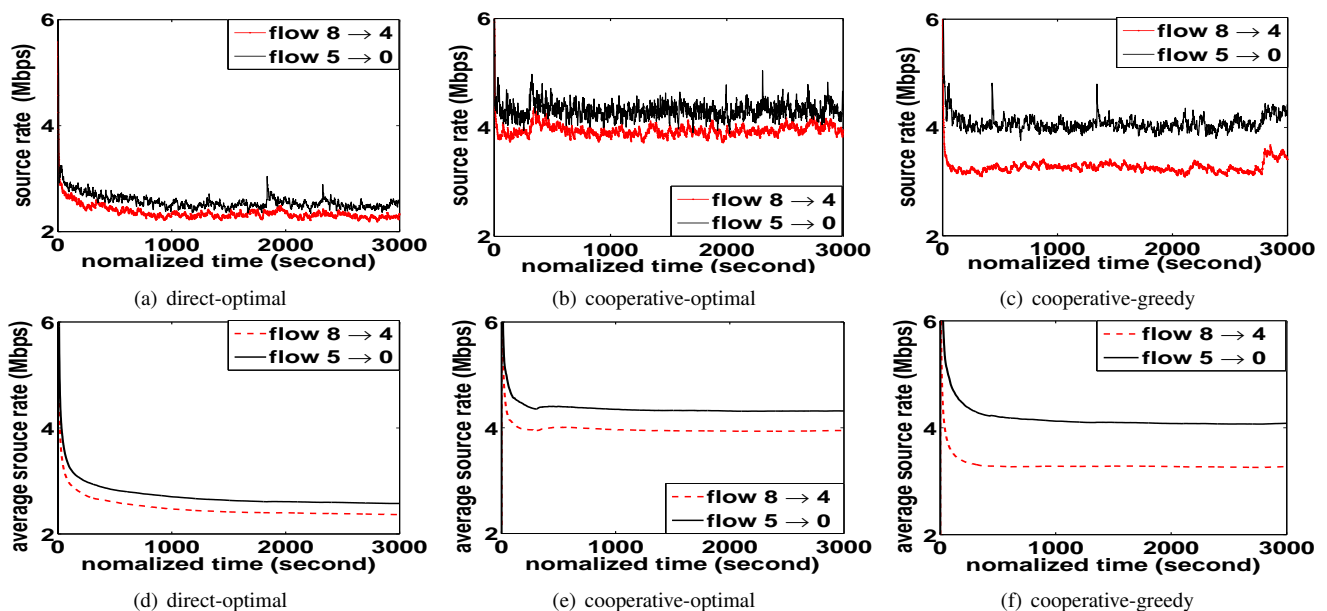 6
4
2
source rate (Mbps)
flow 8 → 4
flow 5 → 0
0 1000 2000 3000
nomalized time (second)
(a) direct-optimal
6
4
2
source rate (Mbps)
flow 8 → 4
flow 5 → 0
0 1000 2000 3000
nomalized time (second)
(b) cooperative-optimal
6
4
2
source rate (Mbps)
flow 8 → 4
flow 5 → 0
0 1000 2000 3000
nomalized time (second)
(c) cooperative-greedy
6
4
2
average srouce rate (Mbps)
flow 8 → 4
flow 5 → 0
0 1000 2000 3000
nomalized time (second)
(d) direct-optimal
6
4
2
average source rate (Mbps)
flow 8 → 4
flow 5 → 0
0 1000 2000 3000
nomalized time (second)
(e) cooperative-optimal
6
4
2
average source rate (Mbps)
flow 8 → 4
flow 5 → 0
0 1000 2000 3000
nomalized time (second)
(f) cooperative-greedy